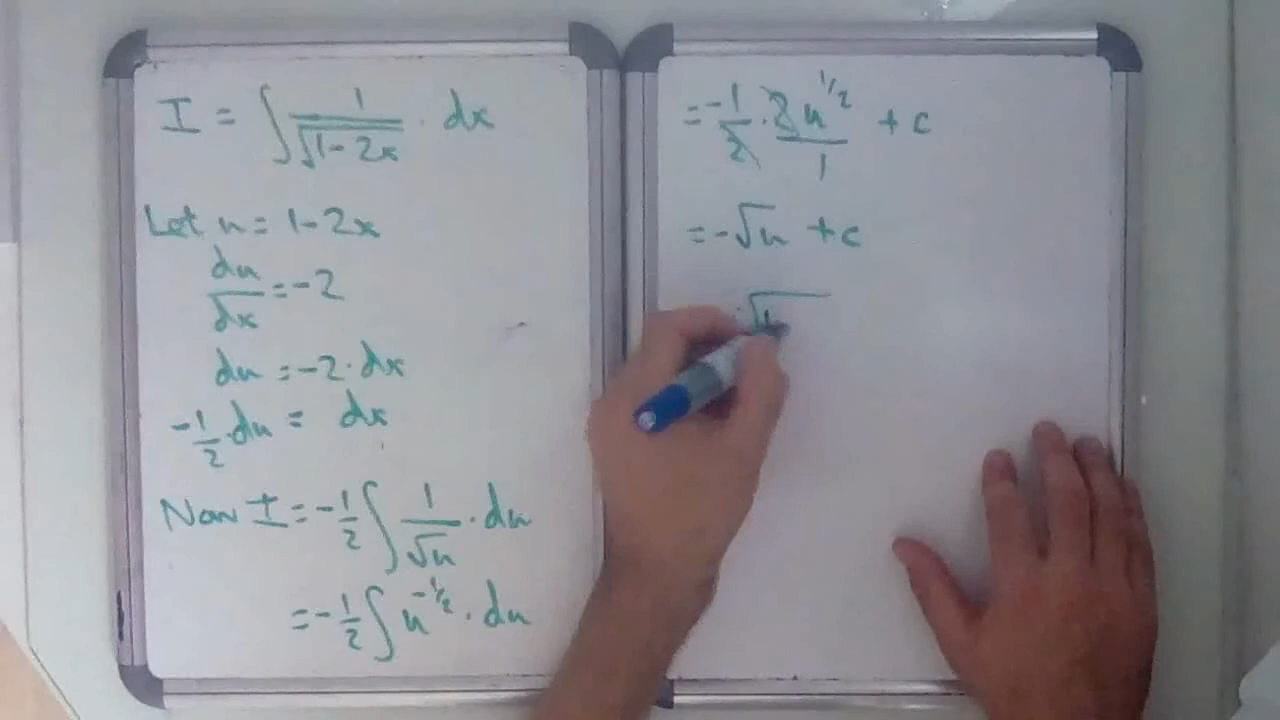 I = ∫ 1/√(1-2x) · dx
Let u = 1-2x
du/dx = -2
du = -2·dx
-1/2·du = dx
Now I = -1/2 ∫ 1/√u · du
= -1/2 ∫ u^(-1/2) · du
= -1/2 · 2u^(1/2)/1 + c
= -√u + c
√1